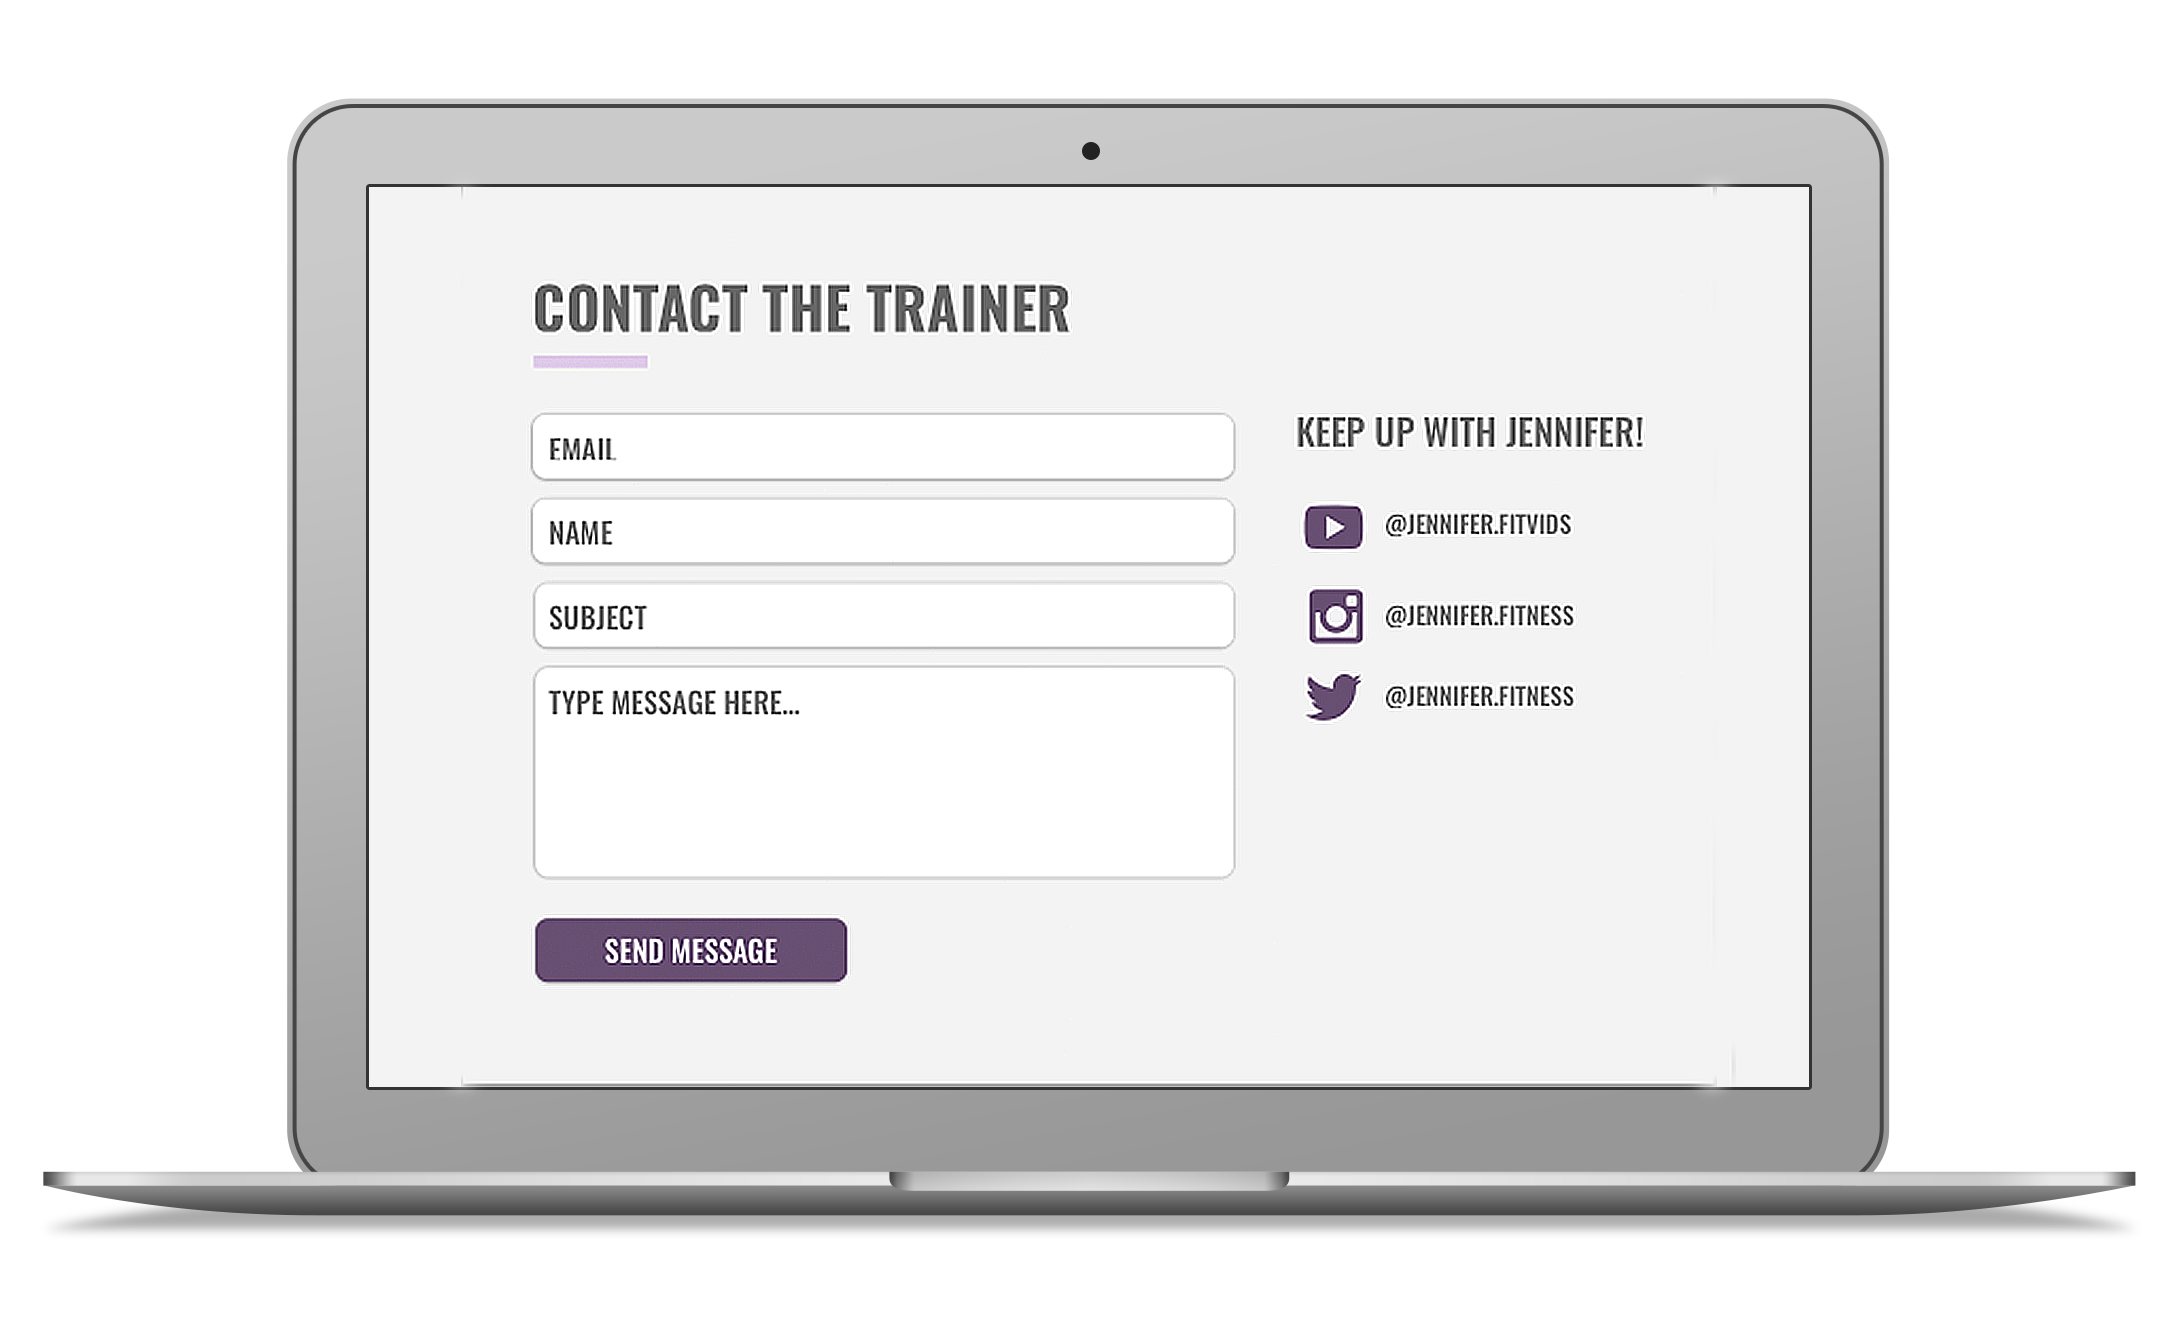 CONTACT THE TRAINER
EMAIL
NAME
SUBJECT
TYPE MESSAGE HERE...
SEND MESSAGE
KEEP UP WITH JENNIFER!
@JENNIFER.FITVIDS
@JENNIFER.FITNESS
@JENNIFER.FITNESS